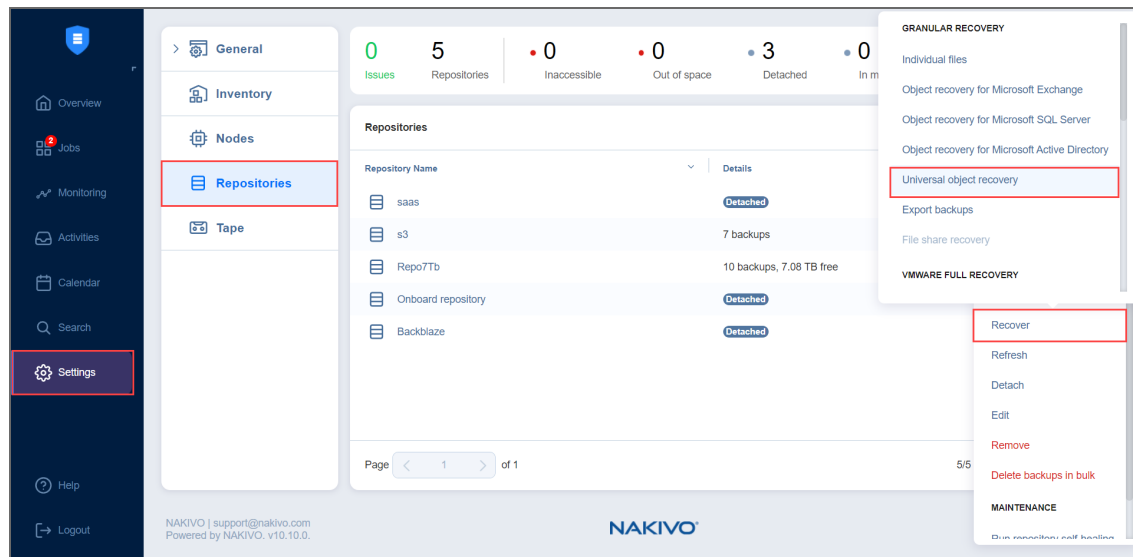 Overview
2
Jobs
Monitoring
Activities
Calendar
Search
Settings
Help
Logout
General
Inventory
Nodes
Repositories
Tape
0
Issues
5
Repositories
0
Inaccessible
0
Out of space
3
Detached
0
In m
Repositories
Repository Name
Details
saas
Detached
s3
7 backups
Repo7Tb
10 backups, 7.08 TB free
Onboard repository
Detached
Backblaze
Detached
Page
1
of 1
5/5
GRANULAR RECOVERY
Individual files
Object recovery for Microsoft Exchange
Object recovery for Microsoft SQL Server
Object recovery for Microsoft Active Directory
Universal object recovery
Export backups
File share recovery
VMWARE FULL RECOVERY
Recover
Refresh
Detach
Edit
Remove
Delete backups in bulk
MAINTENANCE
Run repository self-healing
NAKIVO | support@nakivo.com
Powered by NAKIVO. v10.10.0.
NAKIVO